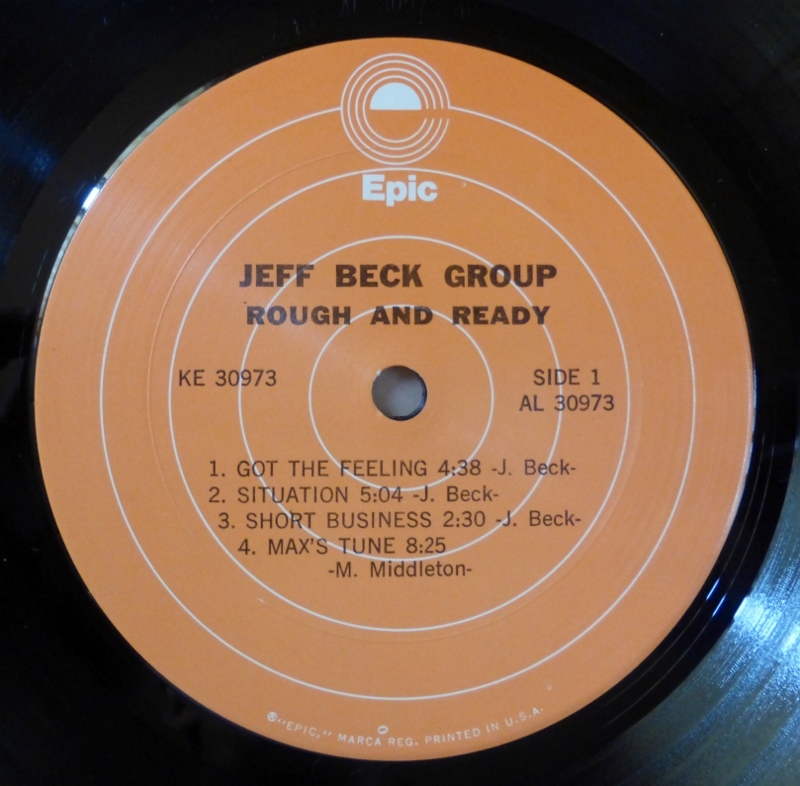 Epic
JEFF BECK GROUP
ROUGH AND READY
KE 30973
SIDE 1
AL 30973
1. GOT THE FEELING 4:38 -J. Beck-
2. SITUATION 5:04 -J. Beck-
3. SHORT BUSINESS 2:30 -J. Beck-
4. MAX'S TUNE 8:25
-M. Middleton-
®"EPIC," MARCA REG. PRINTED IN U.S.A.